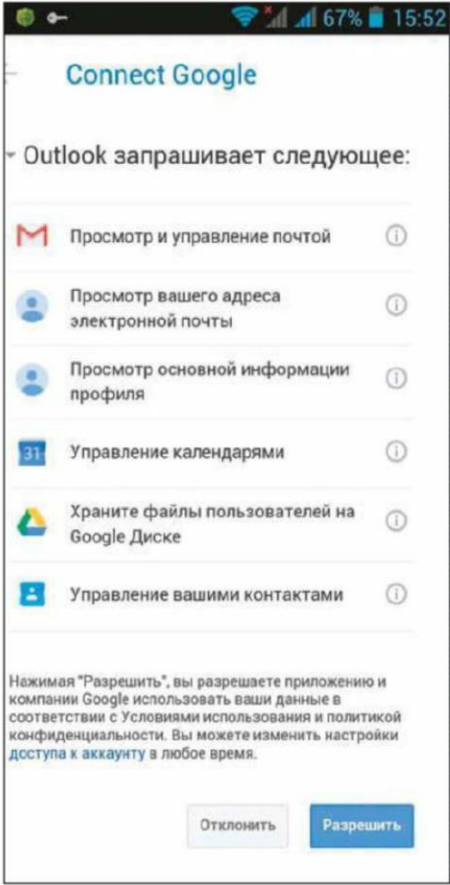 67% 15:52
Connect Google
Outlook запрашивает следующее:
Просмотр и управление почтой
Просмотр вашего адреса
электронной почты
Просмотр основной информации
профиля
31 Управление календарями
Храните файлы пользователей на
Google Диске
Управление вашими контактами
Нажимая "Разрешить", вы разрешаете приложению и
компании Google использовать ваши данные в
соответствии с Условиями использования и политикой
конфиденциальности. Вы можете изменить настройки
доступа к аккаунту в любое время.
Отклонить Разрешить